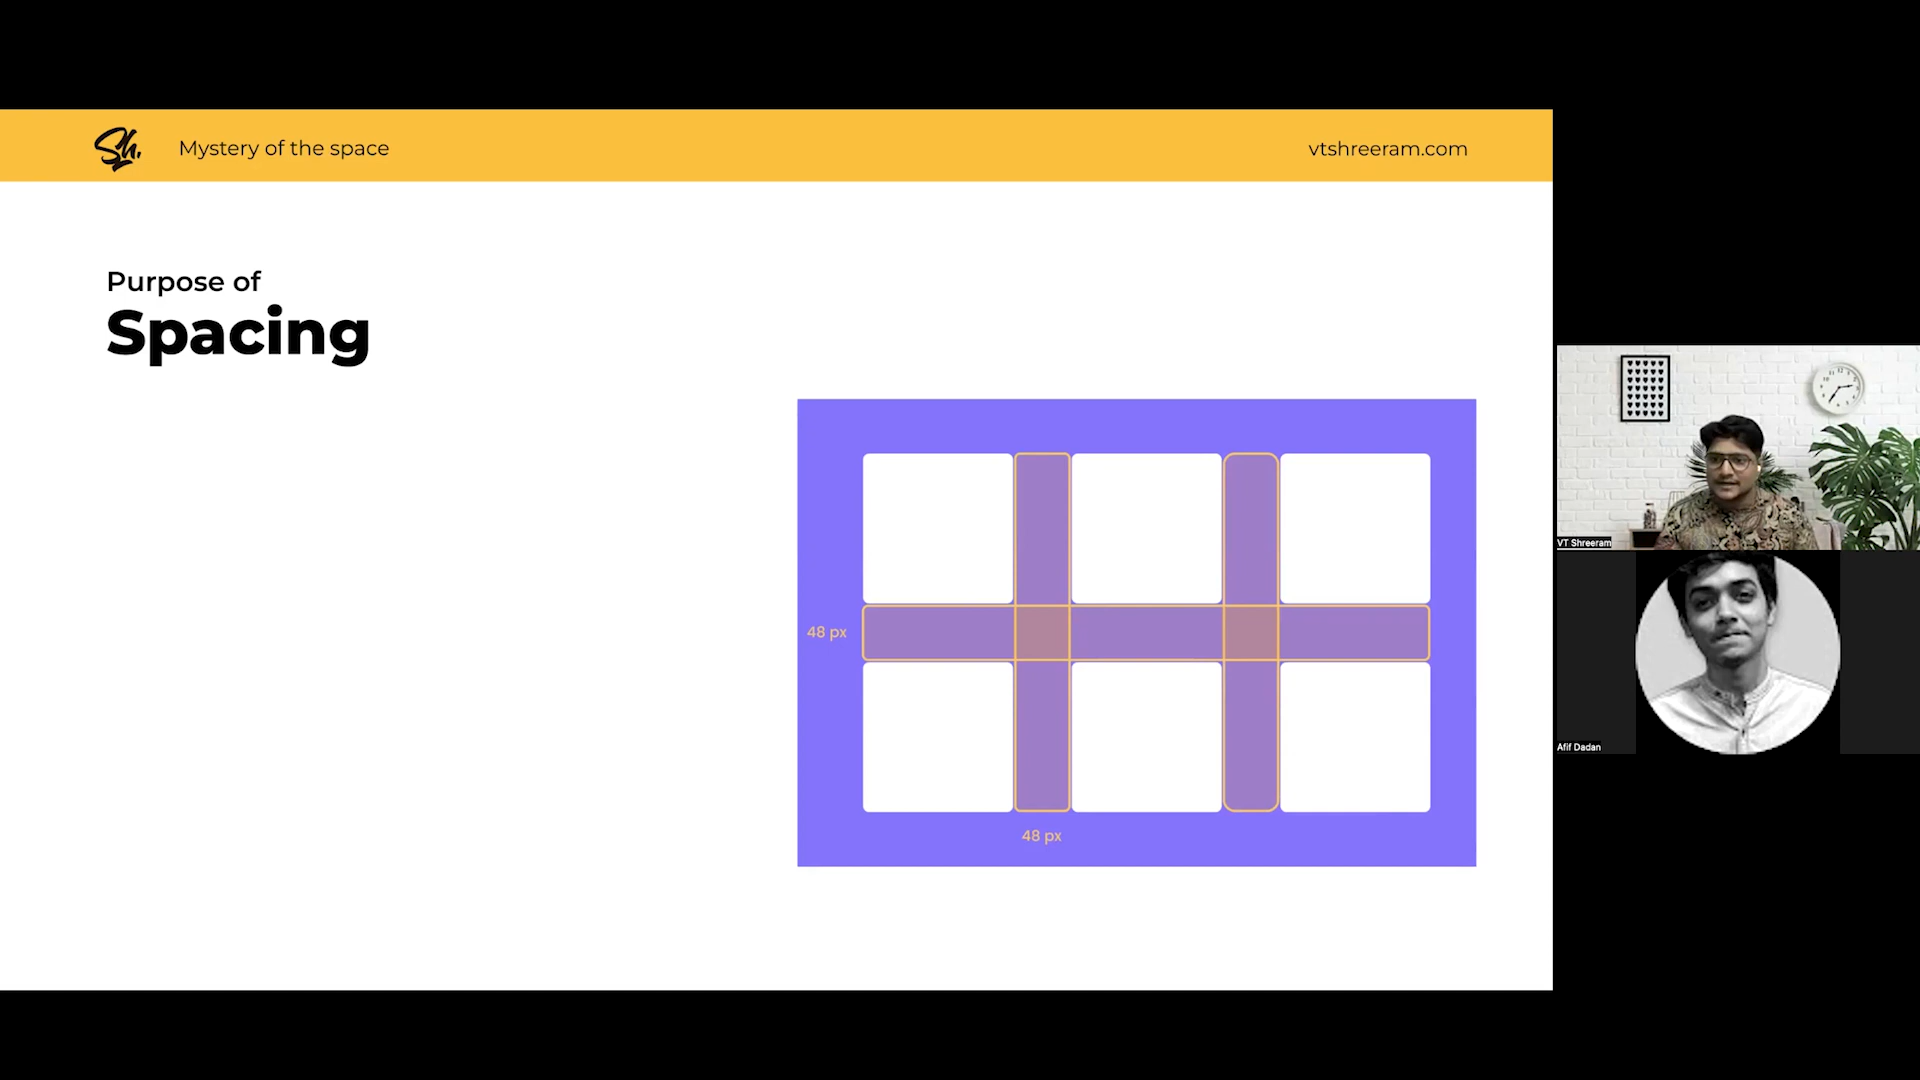 Sh.
Mystery of the space
vtshreeram.com
Purpose of
Spacing
48 px
48 px
VT Shreeram
Afif Dadan